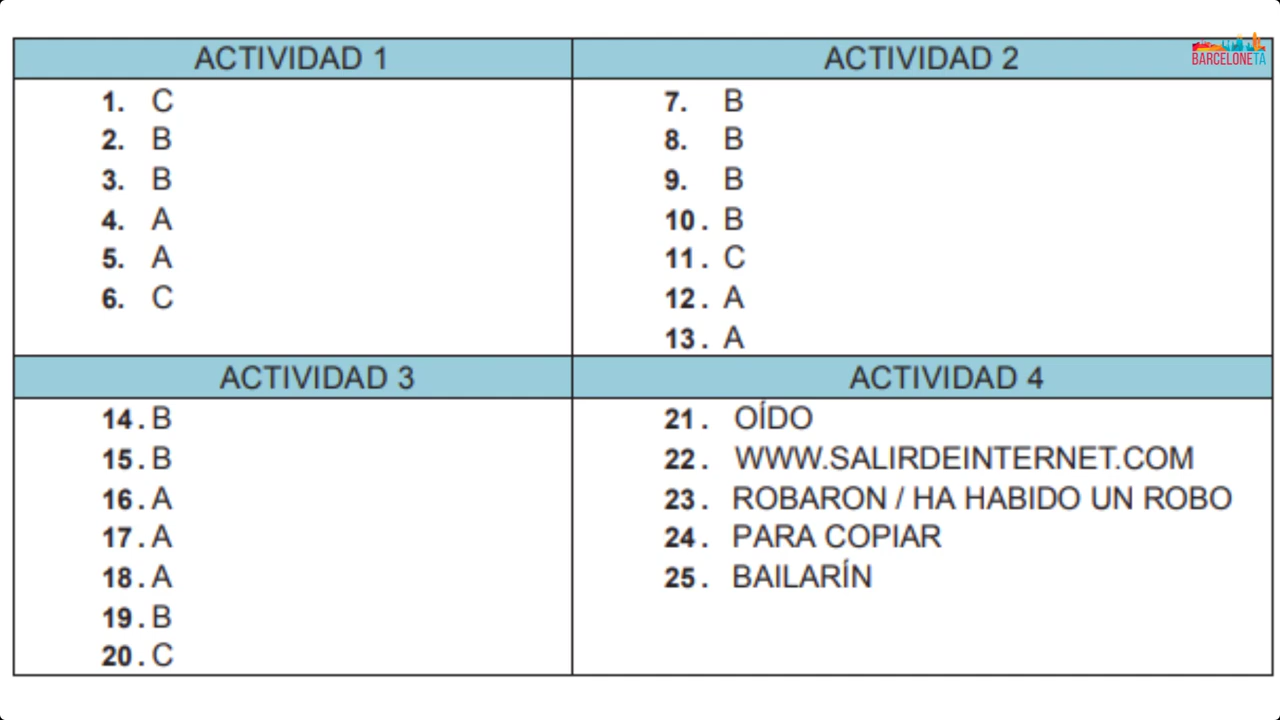 ACTIVIDAD 1
1. C
2. B
3. B
4. A
5. A
6. C
ACTIVIDAD 2
BARCELONETA
7. B
8. B
9. B
10. B
11. C
12. A
13. A
ACTIVIDAD 3
14. B
15. B
16. A
17. A
18. A
19. B
20. C
ACTIVIDAD 4
21. OÍDO
22. WWW.SALIRDEINTERNET.COM
23. ROBARON / HA HABIDO UN ROBO
24. PARA COPIAR
25. BAILARÍN